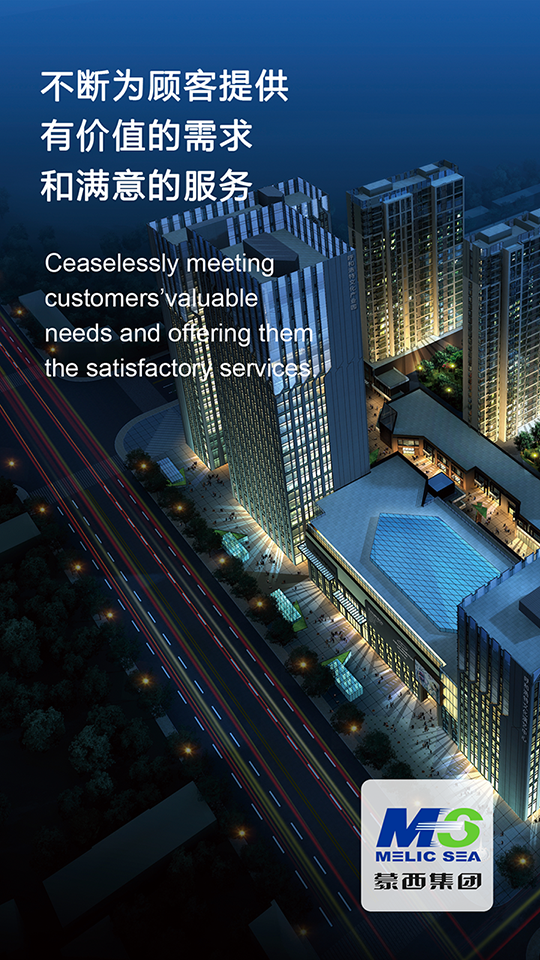 不断为顾客提供
有价值的需求
和满意的服务
Ceaselessly meeting
customers'valuable
needs and offering them
the satisfactory services
MS
MELIC SEA
蒙西集团